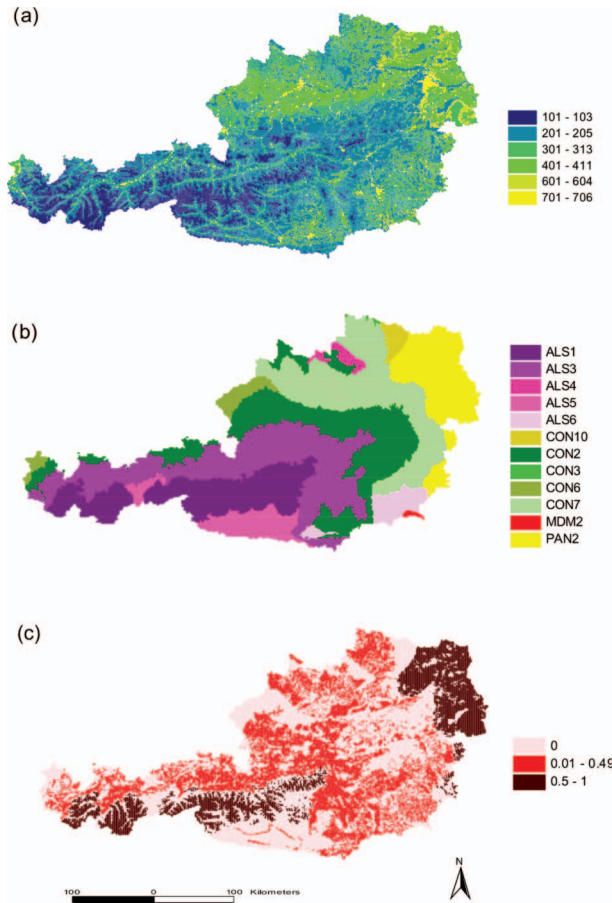 (a)
101 - 103
201 - 205
301 - 313
401 - 411
601 - 604
701 - 706
(b)
ALS1
ALS3
ALS4
ALS5
ALS6
CON10
CON2
CON3
CON6
CON7
MDM2
PAN2
(c)
0
0.01 - 0.49
0.5 - 1
N
100 0 100 Kilometers